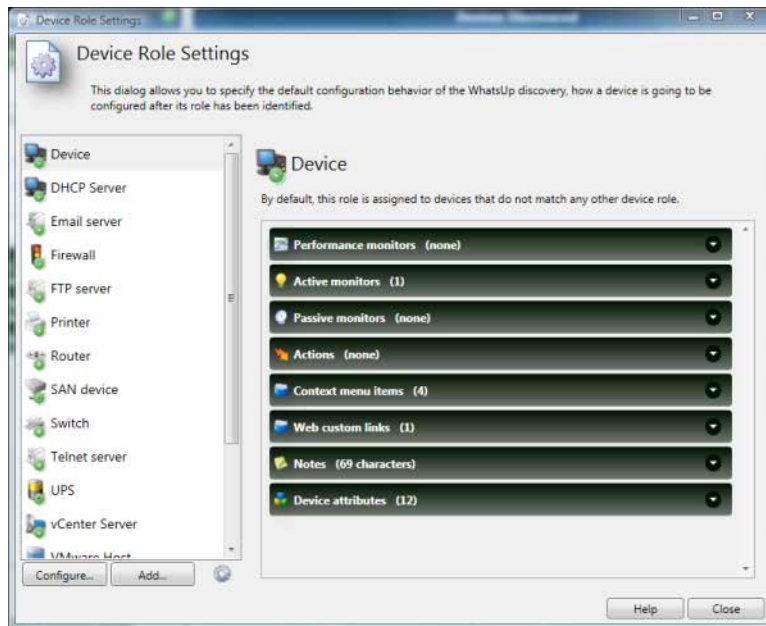 Device Role Settings
Device Role Settings
This dialog allows you to specify the default configuration behavior of the WhatsUp discovery, how a device is going to be
configured after its role has been identified.
Device
DHCP Server
Email server
Firewall
FTP server
Printer
Router
SAN device
Switch
Telnet server
UPS
vCenter Server
VMware Host
Configure...
Add...
Device
By default, this role is assigned to devices that do not match any other device role.
Performance monitors (none)
Active monitors (1)
Passive monitors (none)
Actions (none)
Context menu items (4)
Web custom links (1)
Notes (69 characters)
Device attributes (12)
Help
Close